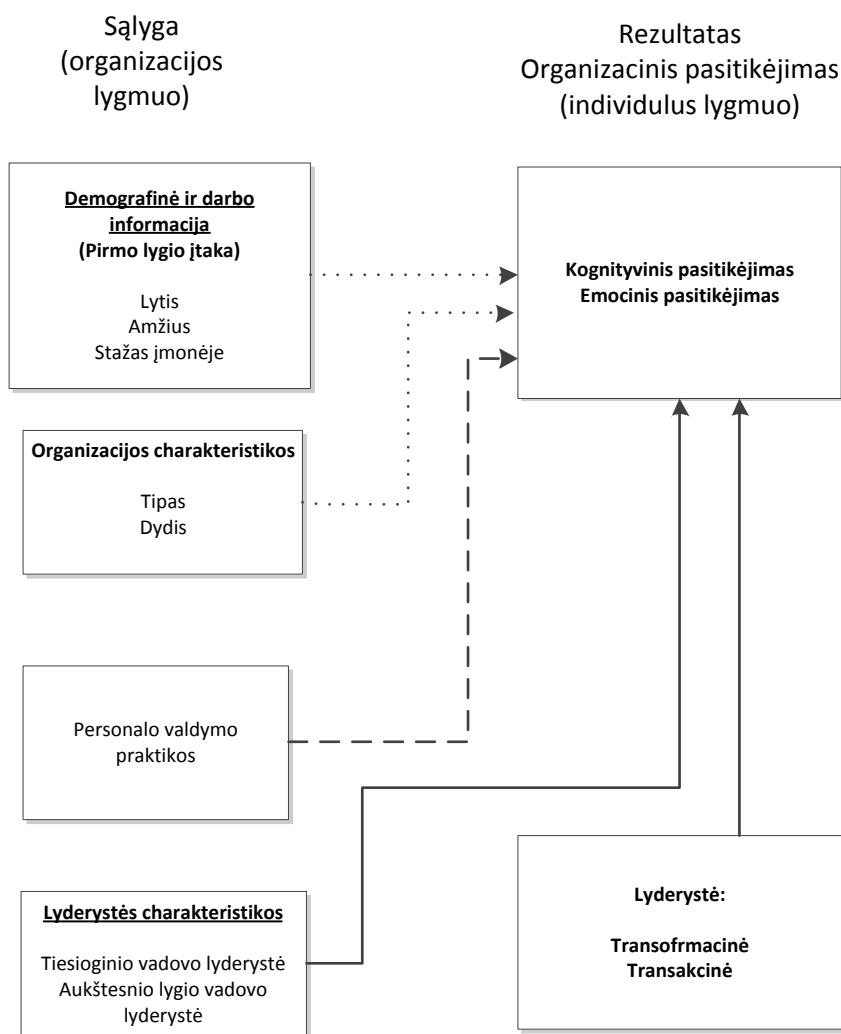 Sąlyga
(organizacijos
lygmuo)
Rezultatas
Organizacinis pasitikėjimas
(individulus lygmuo)
Demografinė ir darbo
informacija
(Pirmo lygio įtaka)
Lytis
Amžius
Stažas įmonėje
Kognityvinis pasitikėjimas
Emocinis pasitikėjimas
Organizacijos charakteristikos
Tipas
Dydis
Personalo valdymo
praktikos
Lyderystės charakteristikos
Tiesioginio vadovo lyderystė
Aukštesnio lygio vadovo
lyderystė
Lyderystė:
Transofrmacinė
Transakcinė